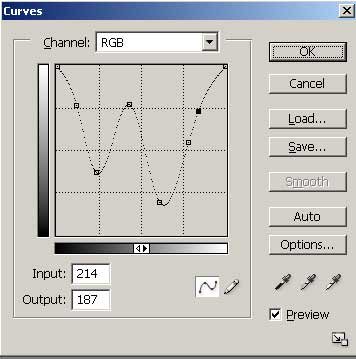 Curves
Channel: RGB
OK
Cancel
Load...
Save...
Smooth
Auto
Options...
Input: 214
Output: 187
Preview